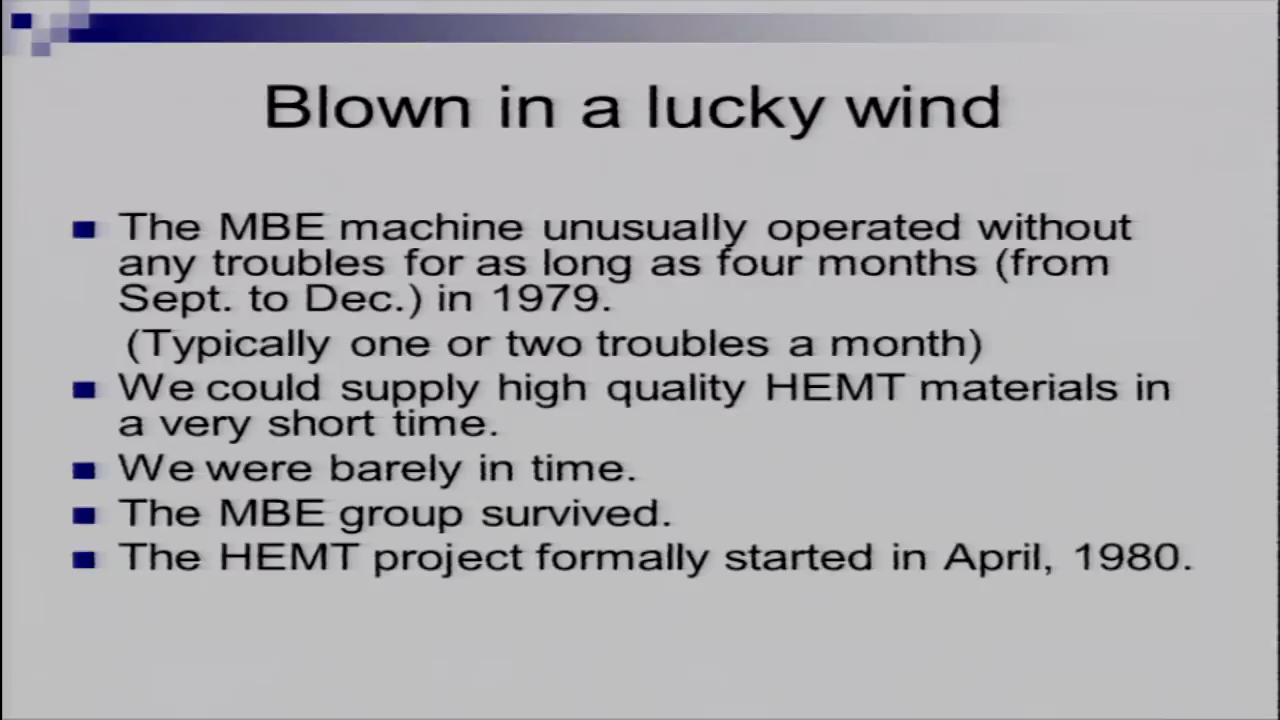 Blown in a lucky wind
The MBE machine unusually operated without
any troubles for as long as four months (from
Sept. to Dec.) in 1979.
(Typically one or two troubles a month)
We could supply high quality HEMT materials in
a very short time.
We were barely in time.
The MBE group survived.
The HEMT project formally started in April, 1980.